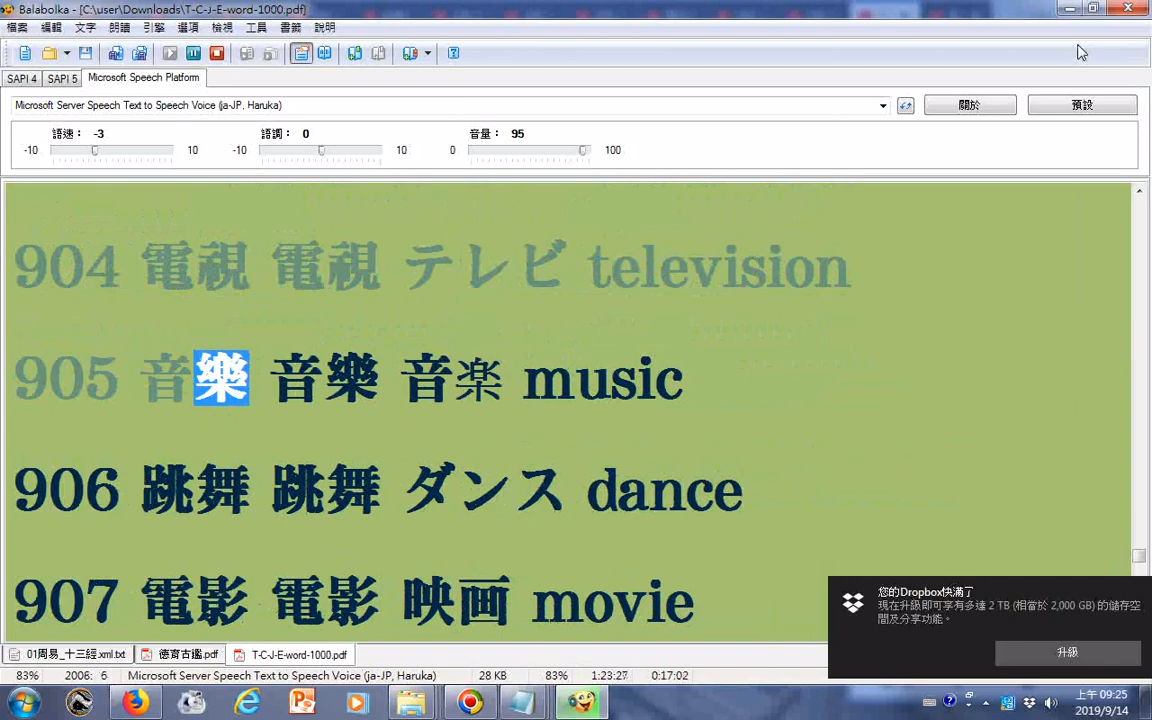 Balabolka - [C:\user\Downloads\T-C-J-E-word-1000.pdf]
檔案 編輯 文字 朗讀 引擎 選項 檢視 工具 書籤 說明
SAPI 4 SAPI 5 Microsoft Speech Platform
Microsoft Server Speech Text to Speech Voice (ja-JP, Haruka) 關於 預設
語速： -3 語調： 0 音量： 95
-10 10 -10 10 0 100
904 電視 電視 テレビ television
905 音樂 音樂 音楽 music
906 跳舞 跳舞 ダンス dance
907 電影 電影 映画 movie
您的Dropbox快滿了
現在升級即可享有多達 2 TB (相當於 2,000 GB) 的儲存空
間及分享功能。
升級
01周易_十三經.xml.txt 德育古鑑.pdf T-C-J-E-word-1000.pdf
83% 2006: 6 Microsoft Server Speech Text to Speech Voice (ja-JP, Haruka) 28 KB 83% 1:23:27 0:17:02
上午 09:25
2019/9/14